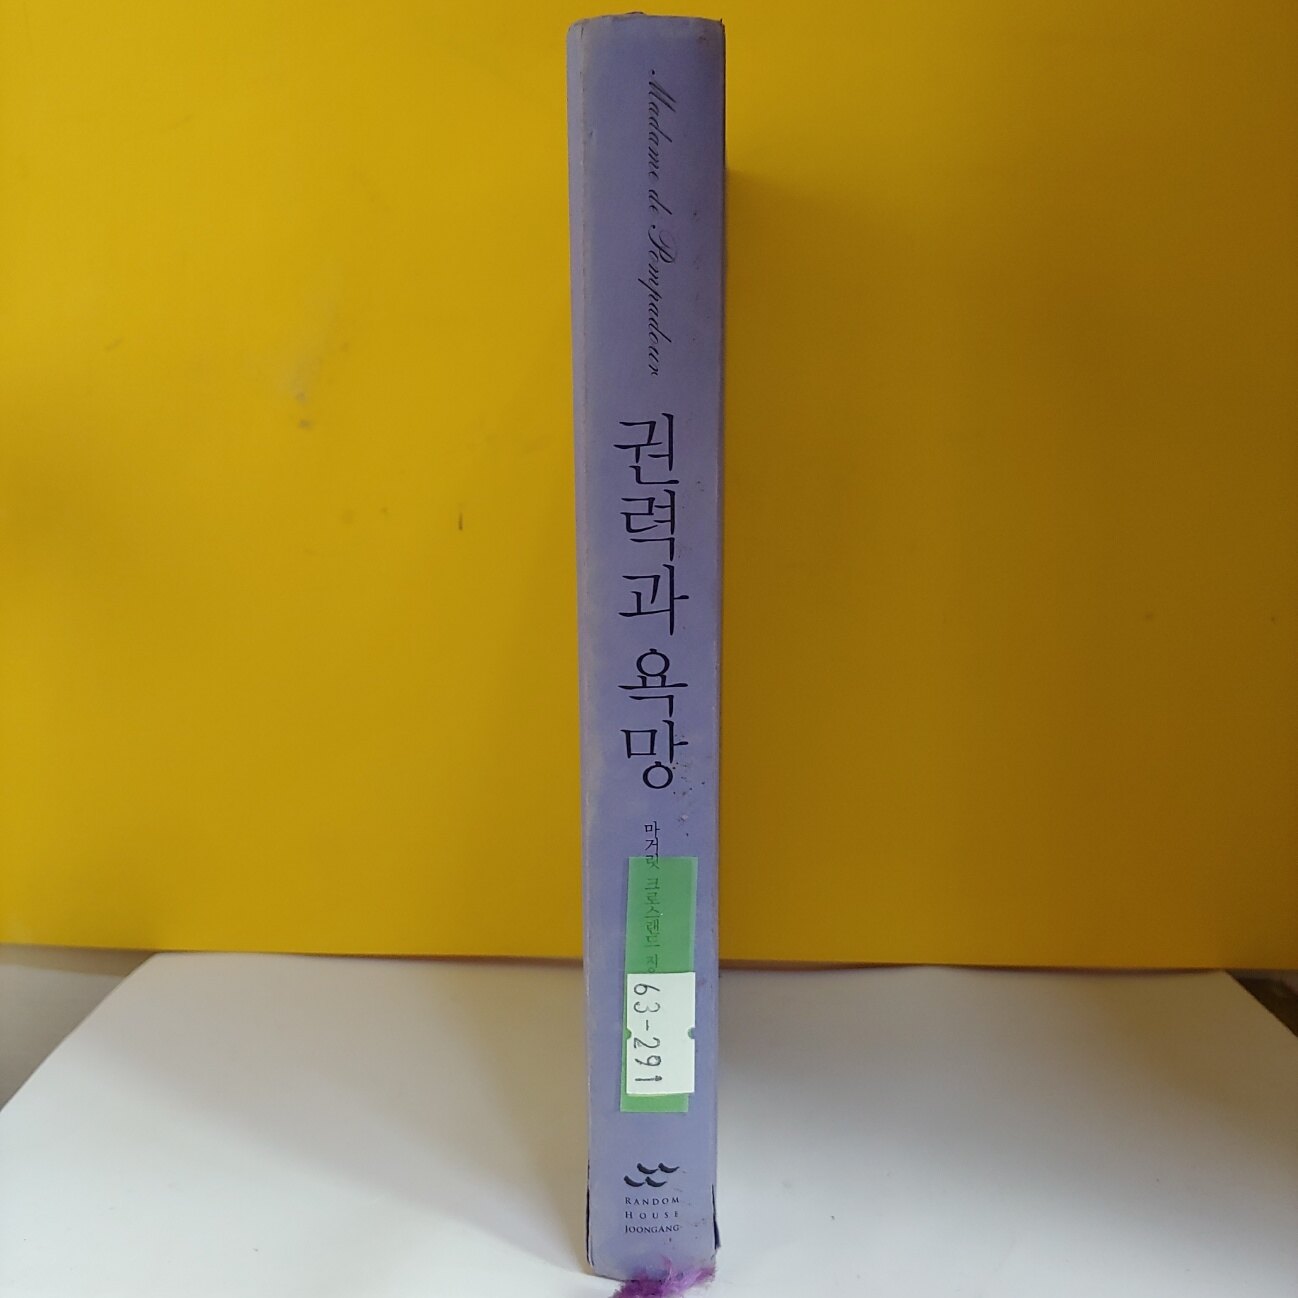 Madame de Pompadour
권력과 욕망
마거릿 크로스랜드 지
63-291
RANDOM
HOUSE
JOONGANG